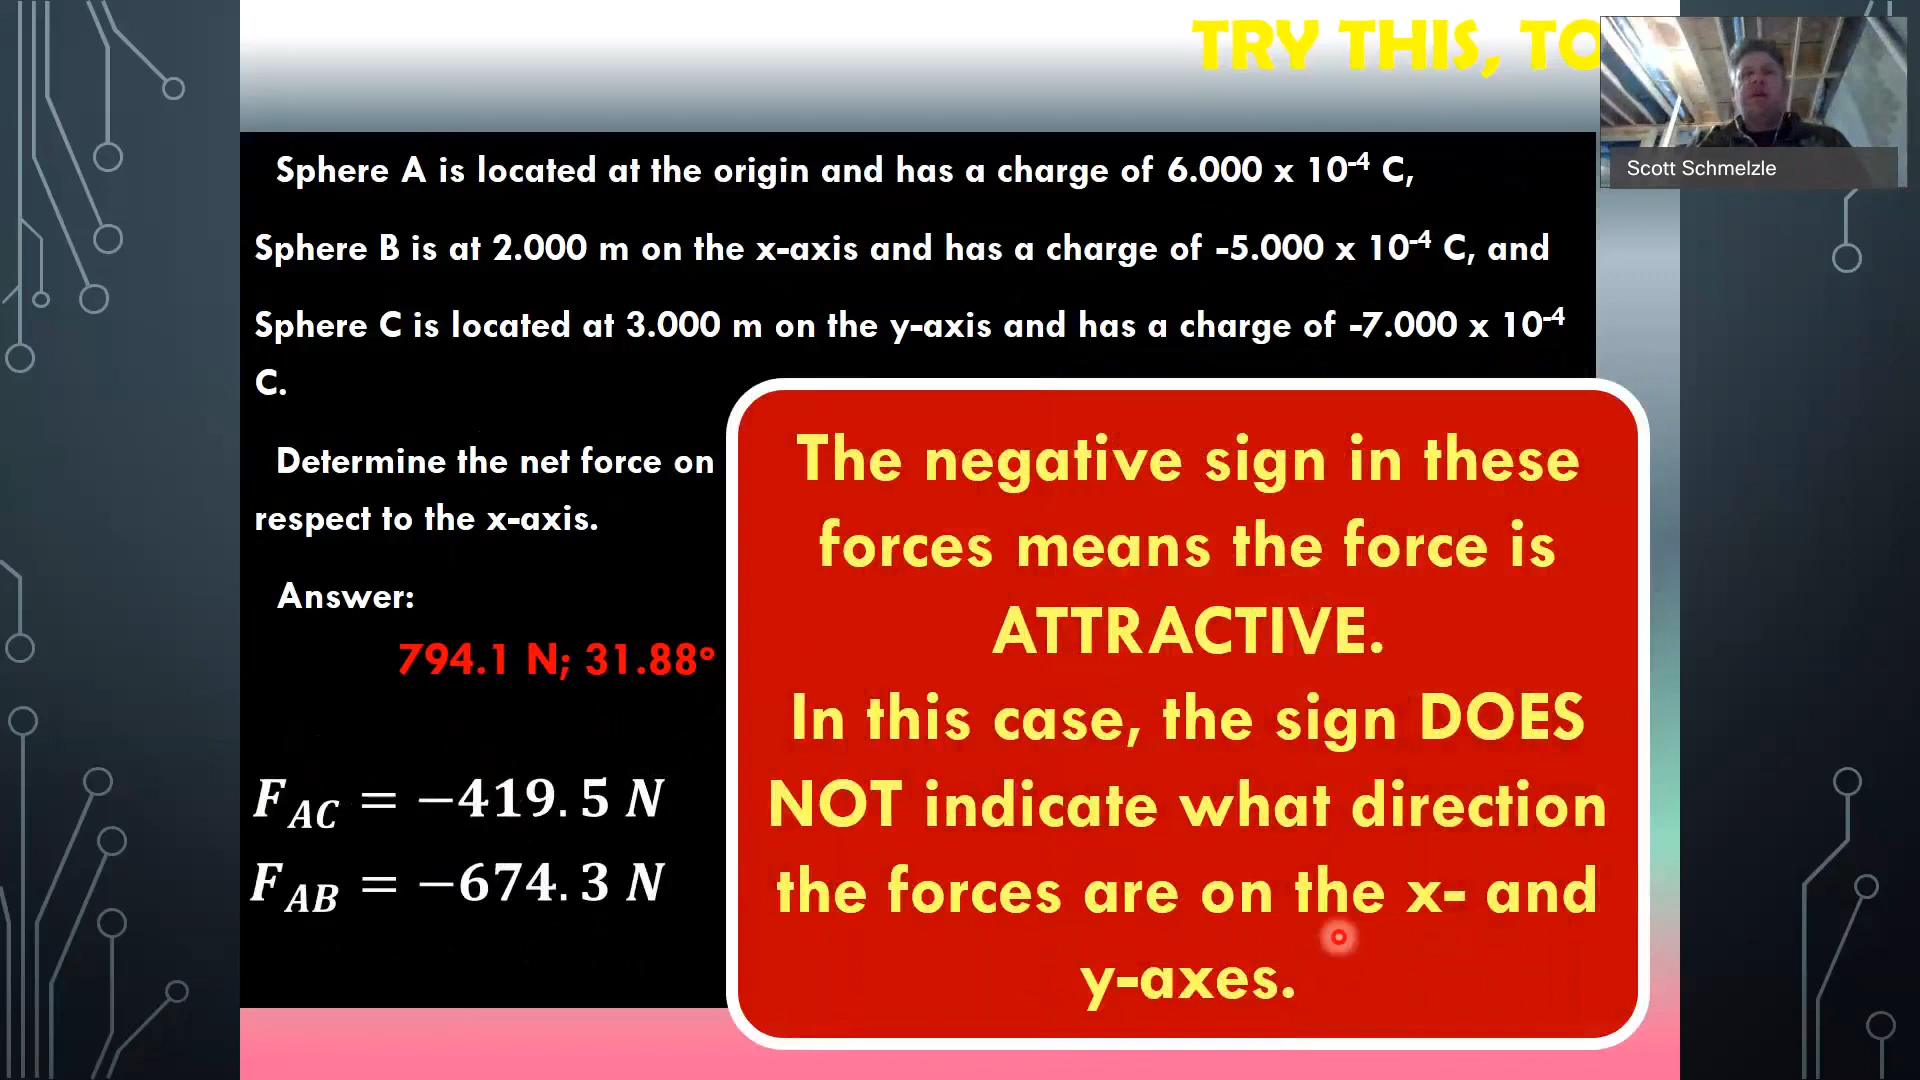 TRY THIS, TO
Scott Schmelzle
Sphere A is located at the origin and has a charge of 6.000 x 10⁻⁴ C,
Sphere B is at 2.000 m on the x-axis and has a charge of -5.000 x 10⁻⁴ C, and
Sphere C is located at 3.000 m on the y-axis and has a charge of -7.000 x 10⁻⁴
C.
Determine the net force on
respect to the x-axis.
Answer:
794.1 N; 31.88°
F_AC = −419.5 N
F_AB = −674.3 N
The negative sign in these
forces means the force is
ATTRACTIVE.
In this case, the sign DOES
NOT indicate what direction
the forces are on the x- and
y-axes.